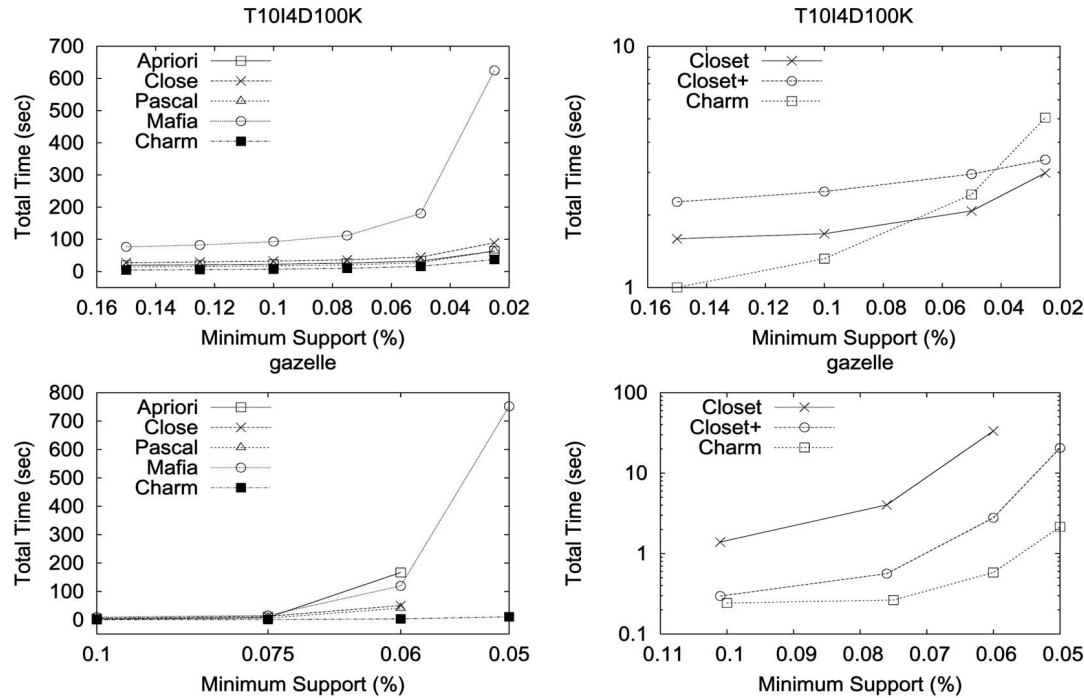 T10I4D100K
700
600
500
400
300
200
100
0
Total Time (sec)
Apriori
Close
Pascal
Mafia
Charm
0.16 0.14 0.12 0.1 0.08 0.06 0.04 0.02
Minimum Support (%)
T10I4D100K
10
1
Total Time (sec)
Closet
Closet+
Charm
0.16 0.14 0.12 0.1 0.08 0.06 0.04 0.02
Minimum Support (%)
gazelle
800
700
600
500
400
300
200
100
0
Total Time (sec)
Apriori
Close
Pascal
Mafia
Charm
0.1 0.075 0.06 0.05
Minimum Support (%)
gazelle
100
10
1
0.1
Total Time (sec)
Closet
Closet+
Charm
0.11 0.1 0.09 0.08 0.07 0.06 0.05
Minimum Support (%)